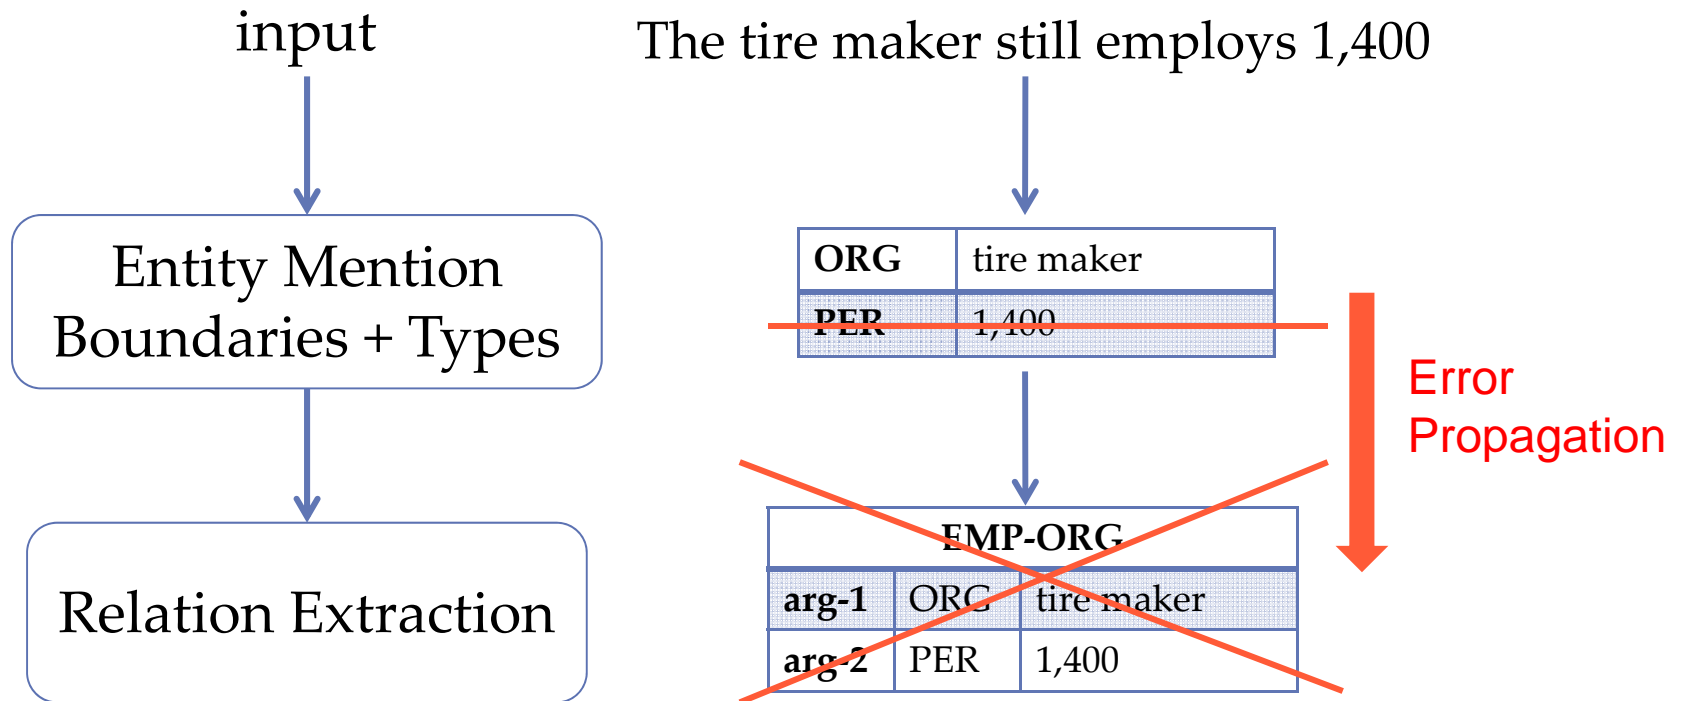 input
The tire maker still employs 1,400
Entity Mention
Boundaries + Types
ORG tire maker
PER 1,400
Error
Propagation
EMP-ORG
Relation Extraction
arg-1 ORG tire maker
arg-2 PER 1,400